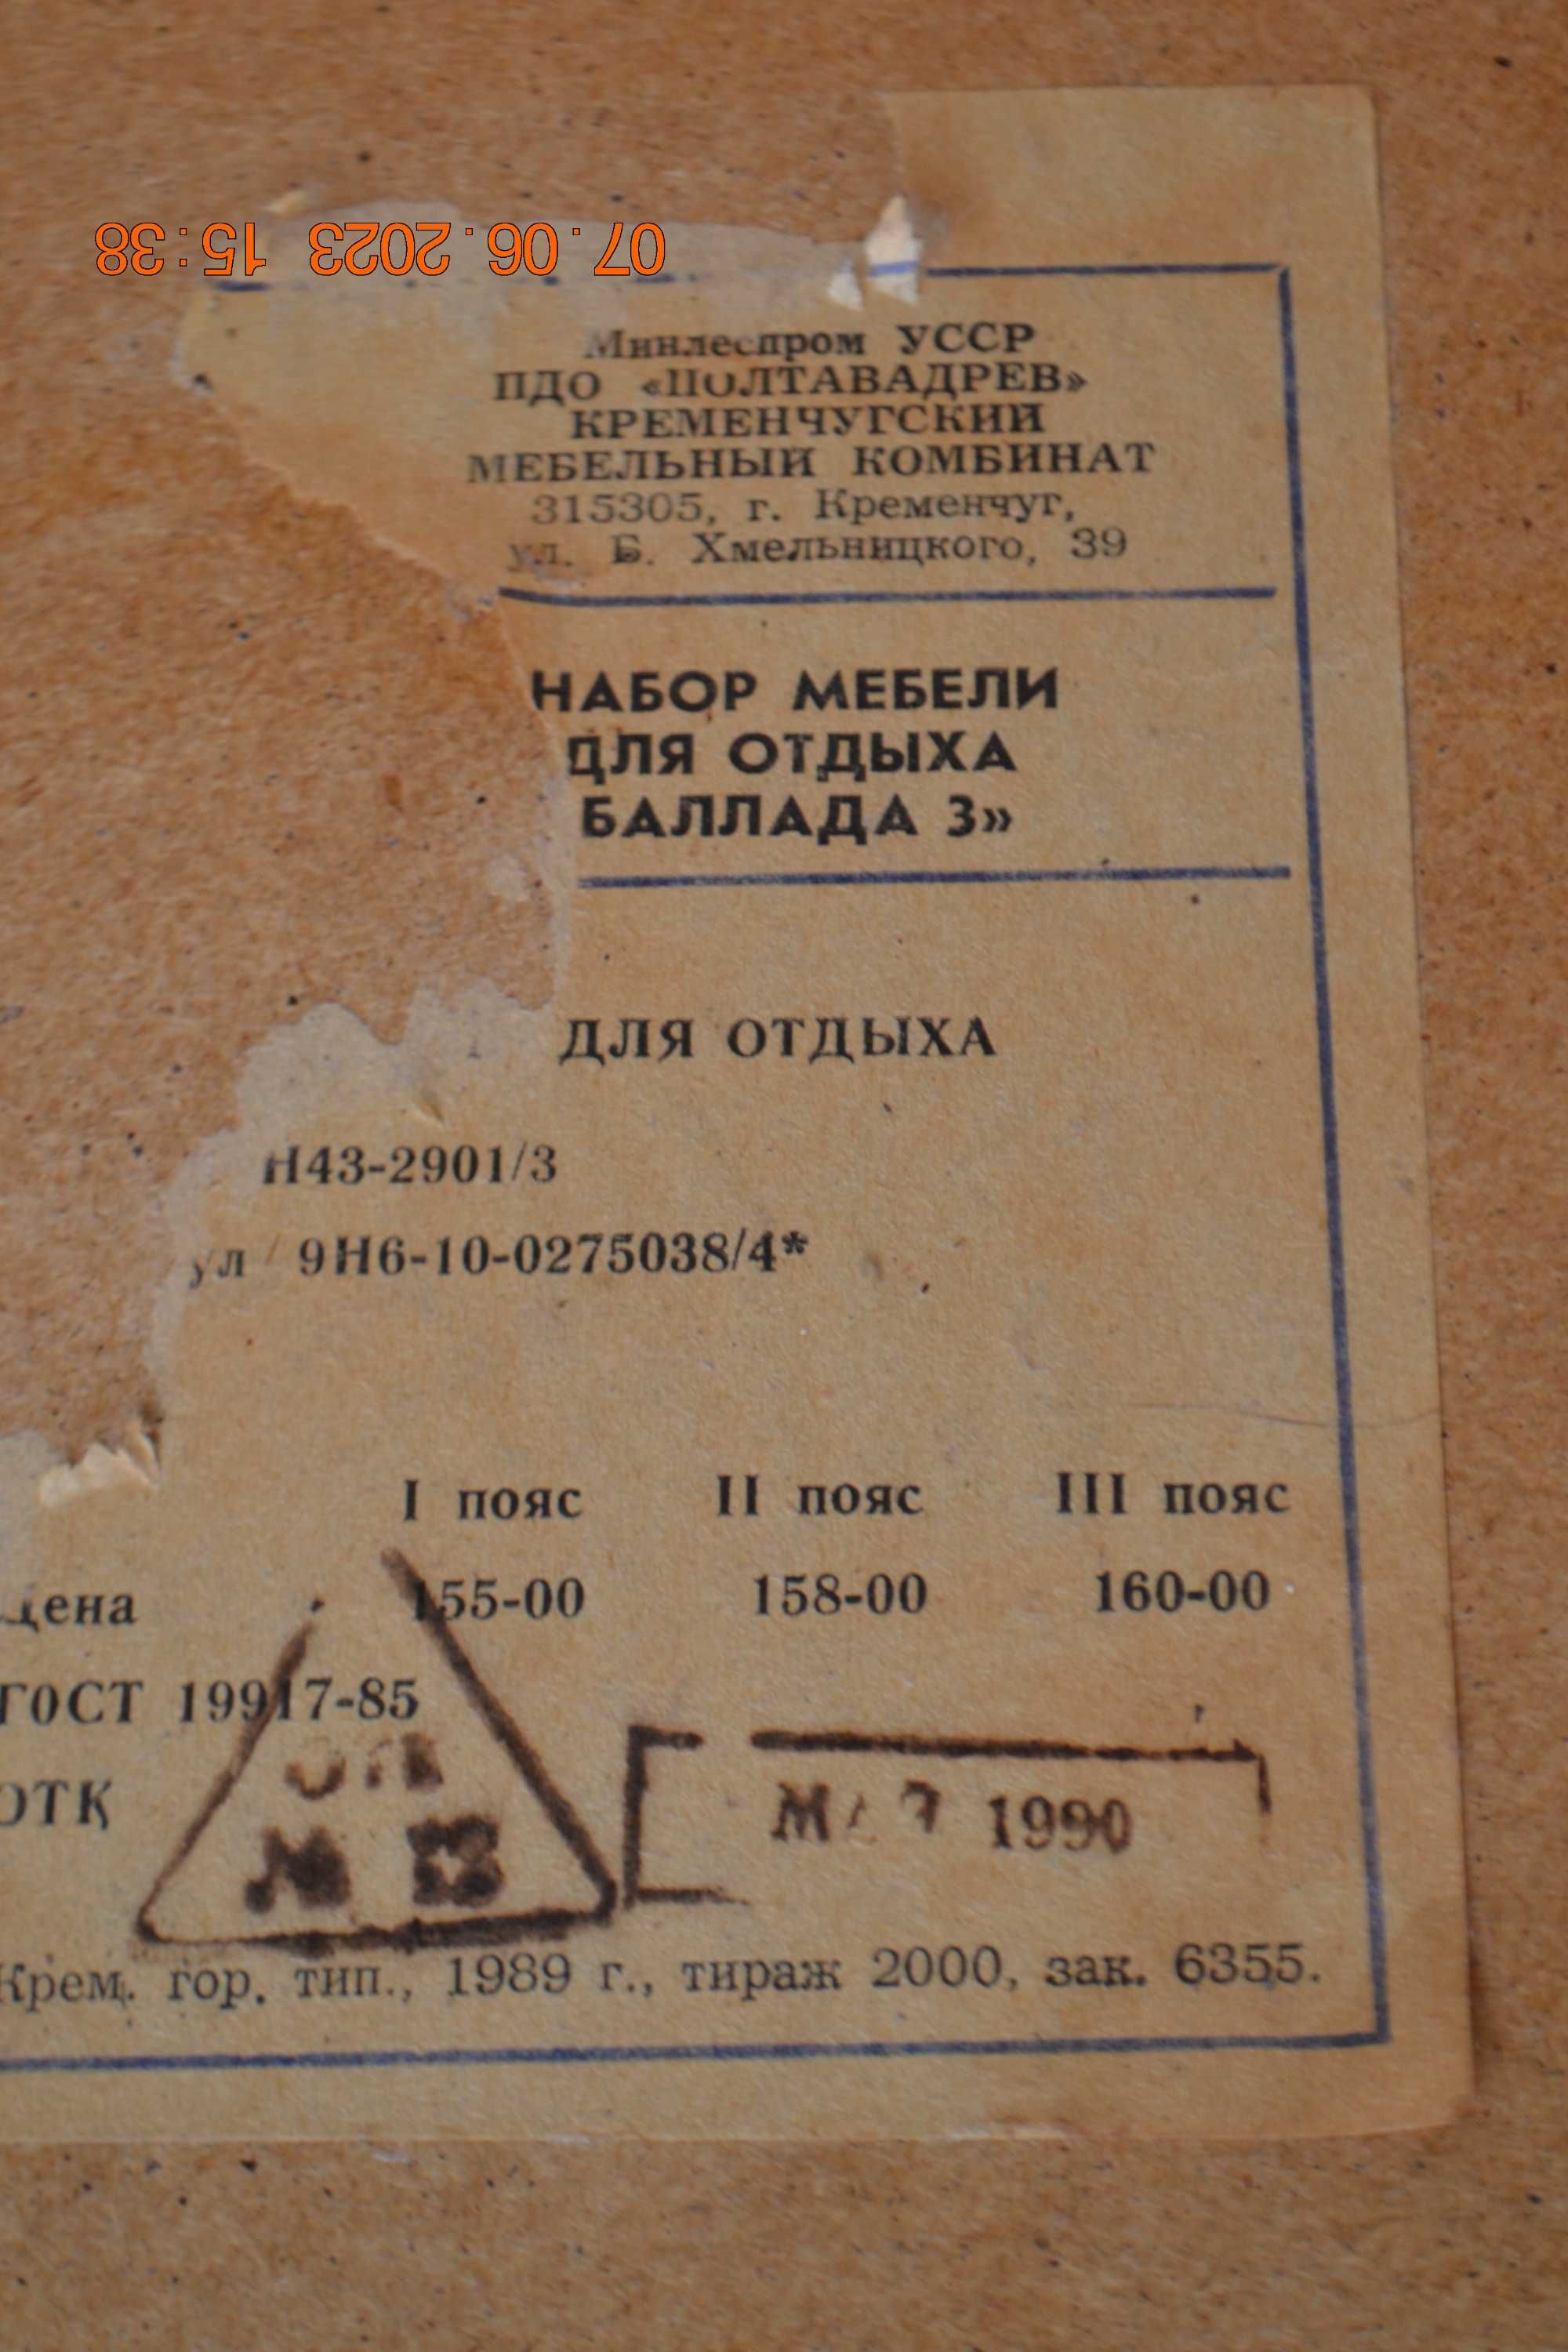 07.06.2023 15:38
Минлеспром УССР
ПДО «ПОЛТАВАДРЕВ»
КРЕМЕНЧУГСКИЙ
МЕБЕЛЬНЫЙ КОМБИНАТ
315305, г. Кременчуг,
ул. Б. Хмельницкого, 39
НАБОР МЕБЕЛИ
ДЛЯ ОТДЫХА
БАЛЛАДА 3»
ДЛЯ ОТДЫХА
Н43-2901/3
ул 9Н6-10-0275038/4*
I пояс II пояс III пояс
Цена 155-00 158-00 160-00
ГОСТ 19917-85
ОТК
1990
Крем. гор. тип., 1989 г., тираж 2000, зак. 6355.